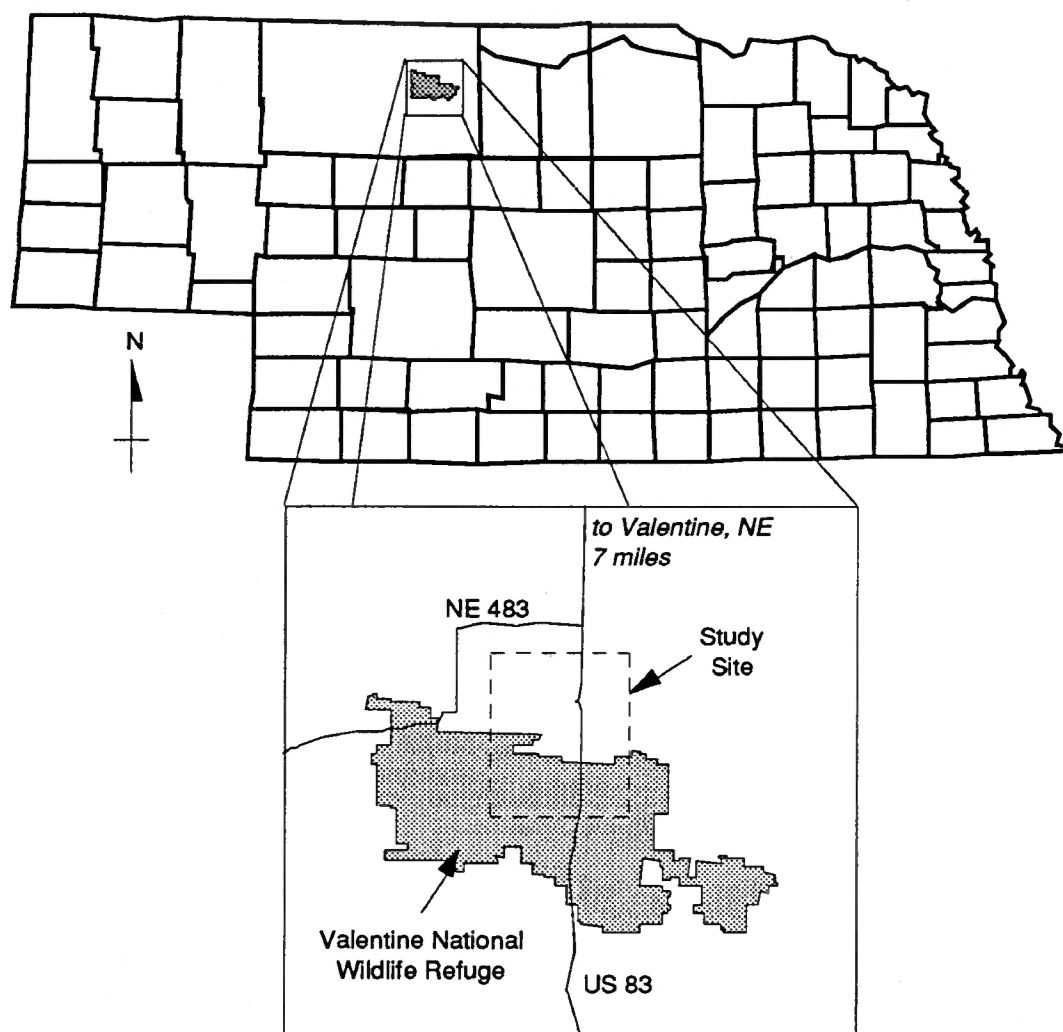 N
to Valentine, NE
7 miles
NE 483
Study
Site
Valentine National
Wildlife Refuge
US 83